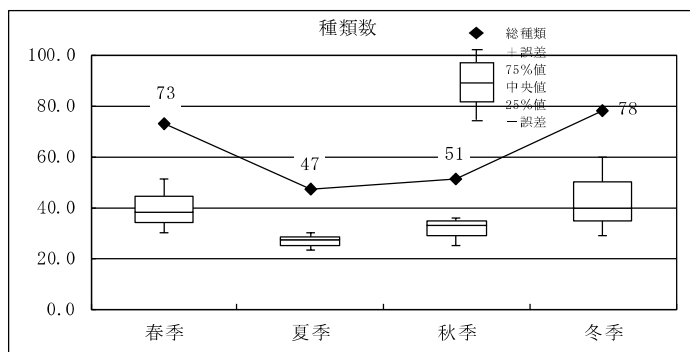 種類数
100.0
80.0
60.0
40.0
20.0
0.0
総種類
＋誤差
75%値
中央値
25%値
－誤差
73
47
51
78
春季
夏季
秋季
冬季